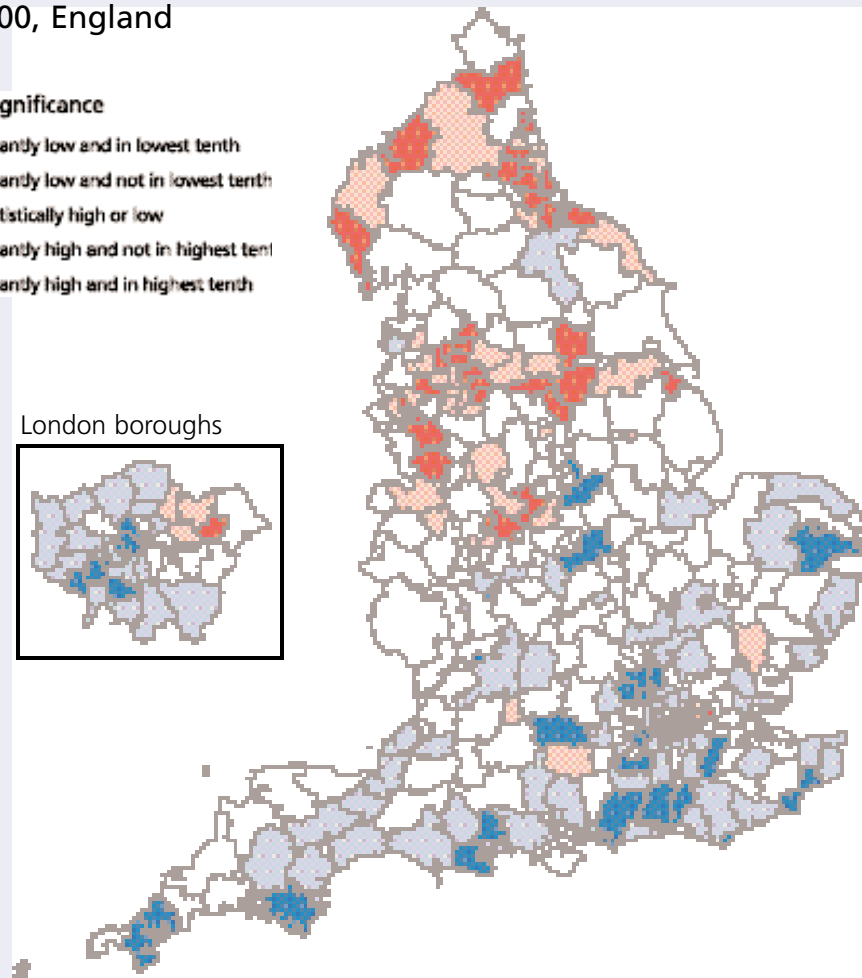 00, England
gnificance
antly low and in lowest tenth
antly low and not in lowest tenth
tistically high or low
antly high and not in highest tent
antly high and in highest tenth
London boroughs